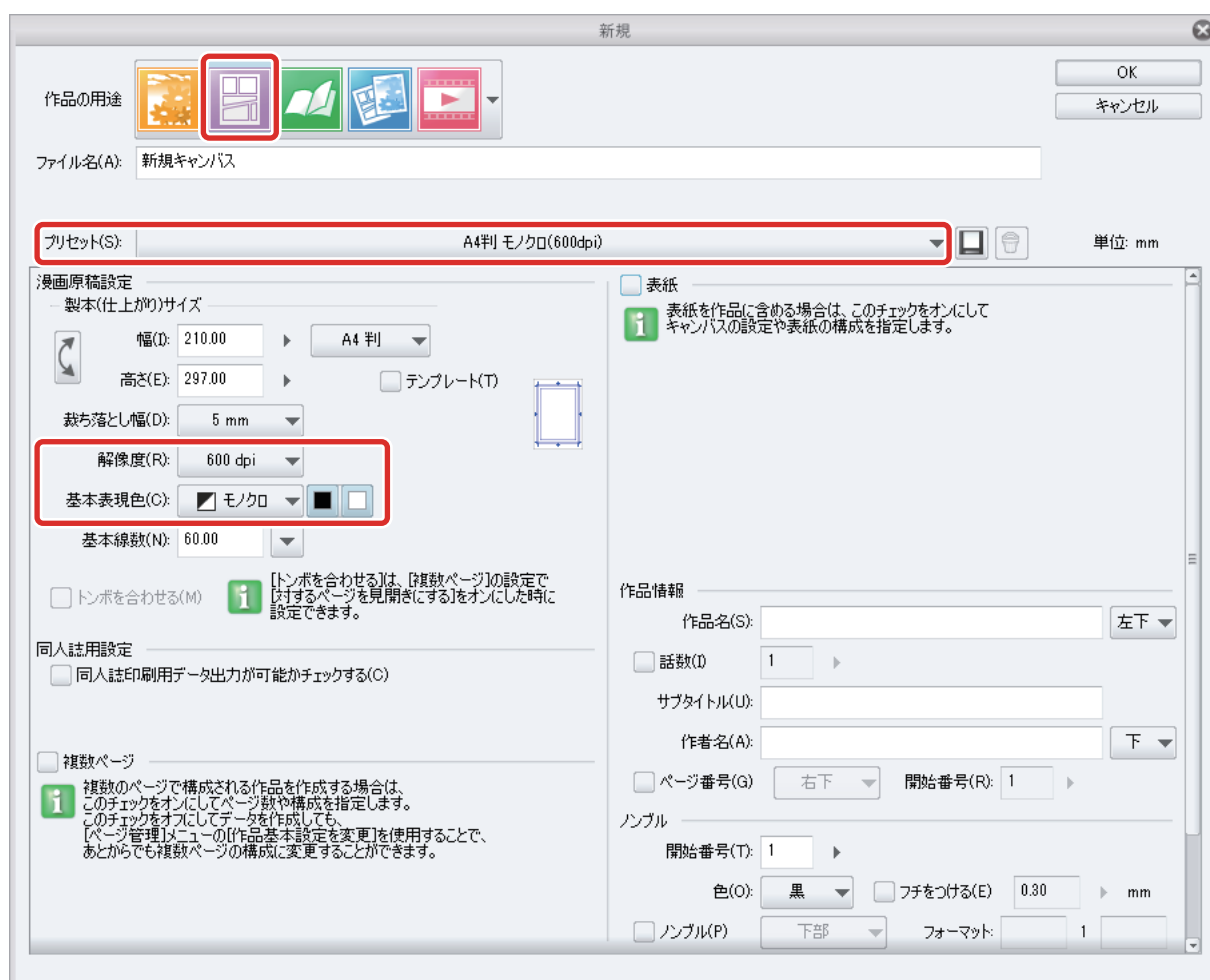 新規
作品の用途
OK
キャンセル
ファイル名(A): 新規キャンバス
プリセット(S): A4判 モノクロ(600dpi)
単位: mm
漫画原稿設定
製本(仕上がり)サイズ
幅(I): 210.00 A4 判
高さ(E): 297.00 テンプレート(T)
裁ち落とし幅(D): 5 mm
解像度(R): 600 dpi
基本表現色(C): モノクロ
基本線数(N): 60.00
トンボを合わせる(M)
[トンボを合わせる]は、[複数ページ]の設定で
[対するページを見開きにする]をオンにした時に
設定できます。
同人誌用設定
同人誌印刷用データ出力が可能かチェックする(C)
複数ページ
複数のページで構成される作品を作成する場合は、
このチェックをオンにしてページ数や構成を指定します。
このチェックをオフにしてデータを作成しても、
[ページ管理]メニューの[作品基本設定を変更]を使用することで、
あとからでも複数ページの構成に変更することができます。
表紙
表紙を作品に含める場合は、このチェックをオンにして
キャンバスの設定や表紙の構成を指定します。
作品情報
作品名(S): 左下
話数(I) 1
サブタイトル(U):
作者名(A): 下
ページ番号(G) 右下 開始番号(R): 1
ノンブル
開始番号(T): 1
色(O): 黒 フチをつける(E) 0.30 mm
ノンブル(P) 下部 フォーマット: 1